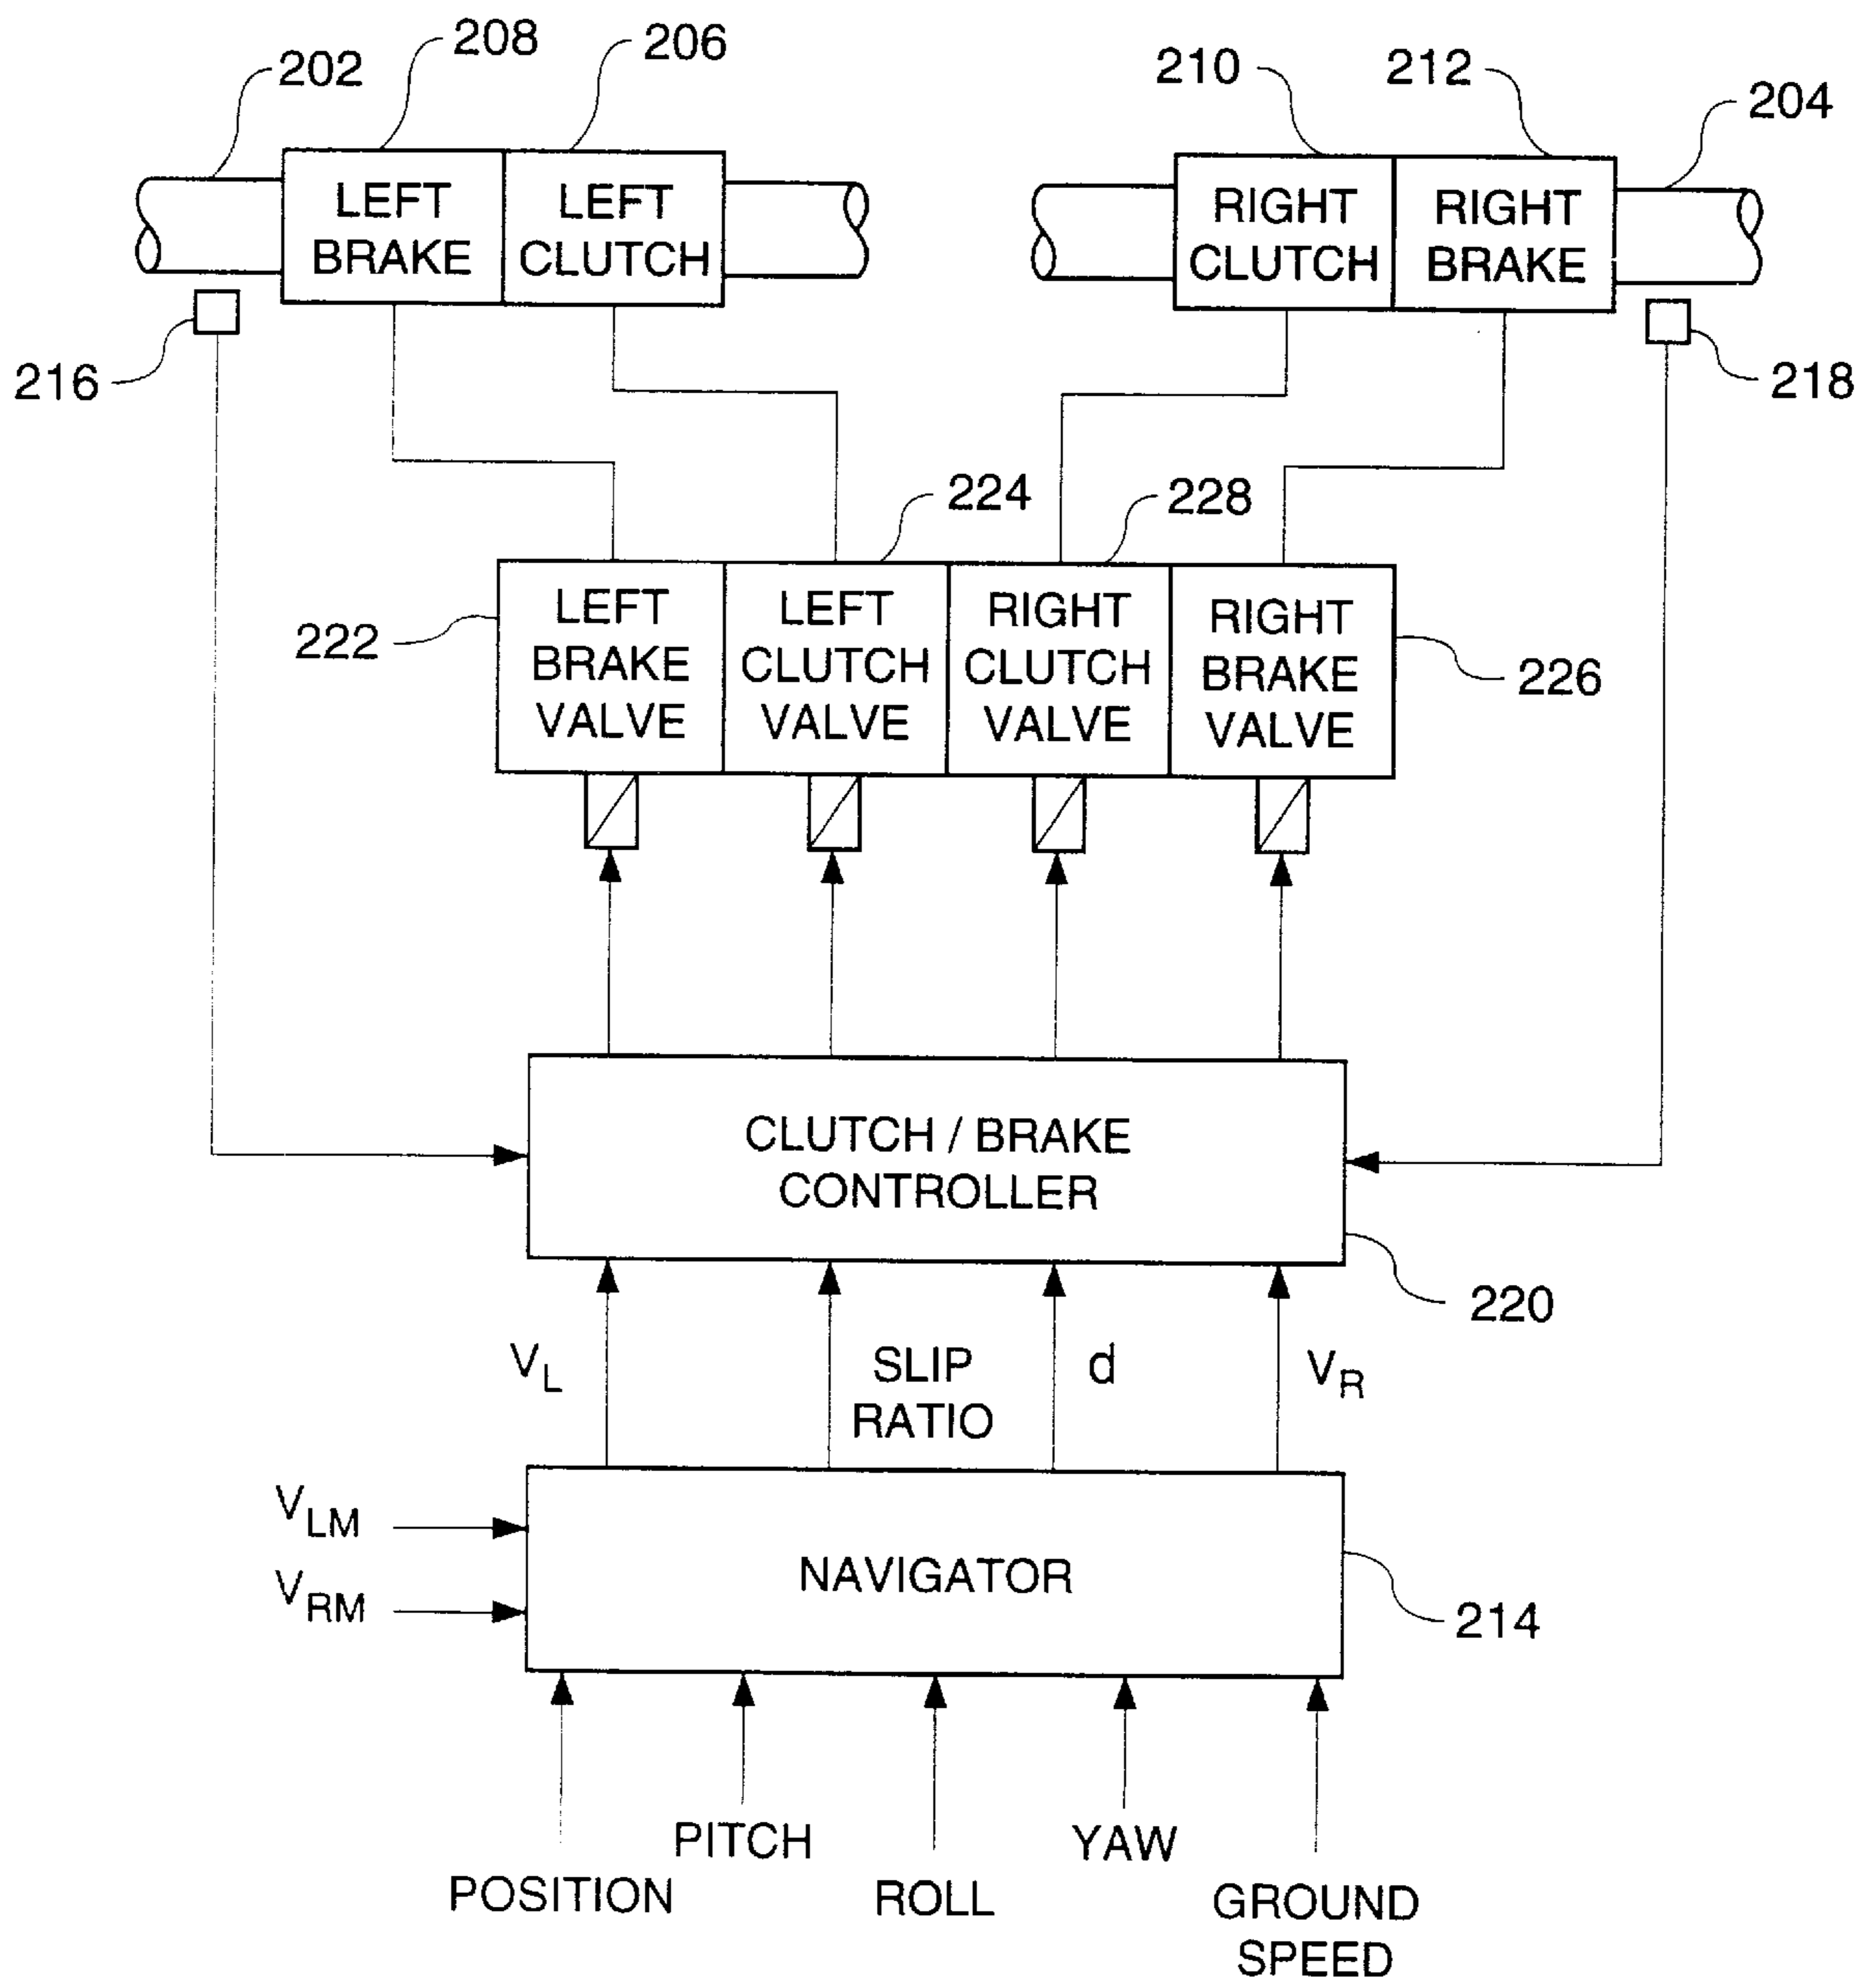 208
206
210
212
202
204
LEFT
BRAKE
LEFT
CLUTCH
RIGHT
CLUTCH
RIGHT
BRAKE
216
218
224
228
222
LEFT
BRAKE
VALVE
LEFT
CLUTCH
VALVE
RIGHT
CLUTCH
VALVE
RIGHT
BRAKE
VALVE
226
CLUTCH / BRAKE
CONTROLLER
220
VL
SLIP
RATIO
d
VR
VLM
VRM
NAVIGATOR
214
POSITION
PITCH
ROLL
YAW
GROUND
SPEED